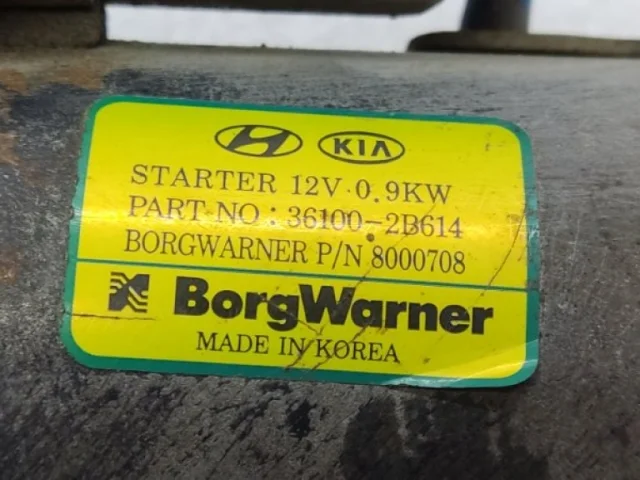 KIA
STARTER 12V 0.9KW
PART NO : 36100-2B614
BORGWARNER P/N 8000708
BorgWarner
MADE IN KOREA